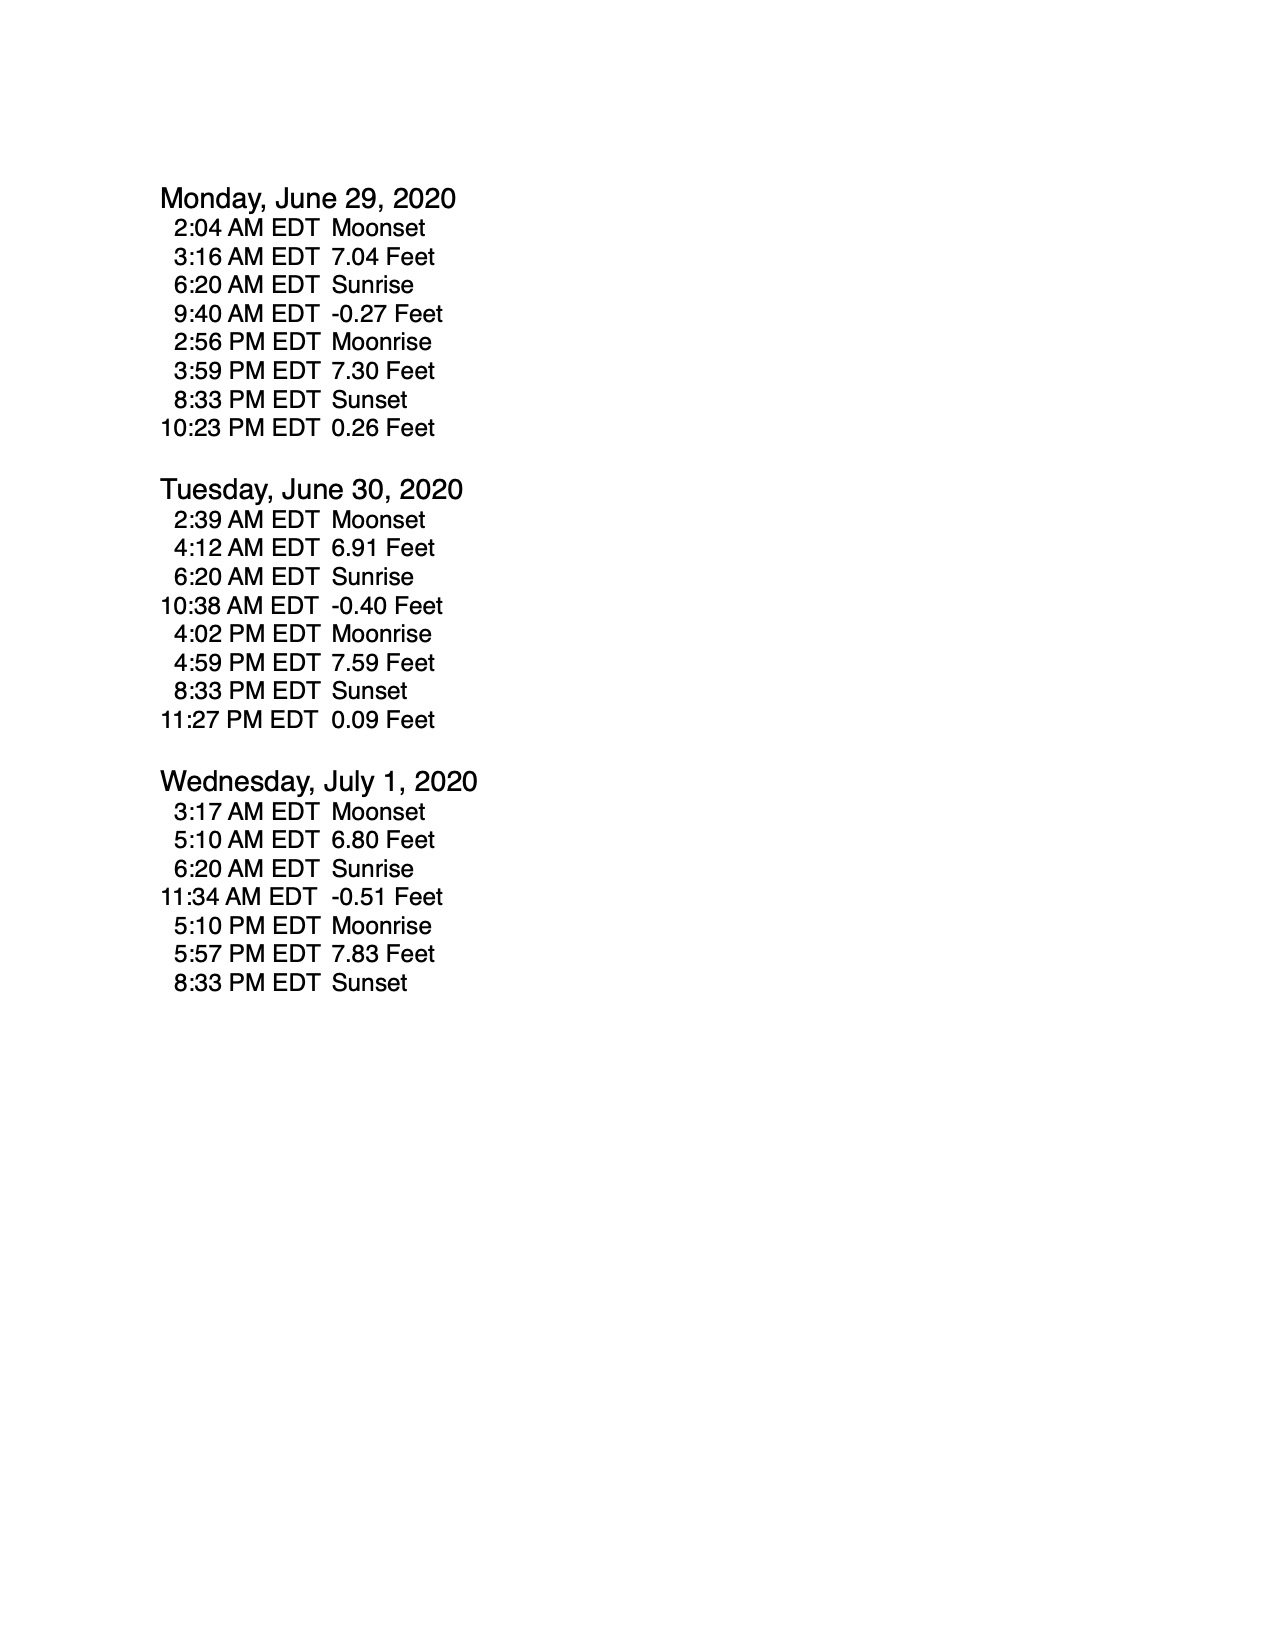 Monday, June 29, 2020
2:04 AM EDT Moonset
3:16 AM EDT 7.04 Feet
6:20 AM EDT Sunrise
9:40 AM EDT -0.27 Feet
2:56 PM EDT Moonrise
3:59 PM EDT 7.30 Feet
8:33 PM EDT Sunset
10:23 PM EDT 0.26 Feet
Tuesday, June 30, 2020
2:39 AM EDT Moonset
4:12 AM EDT 6.91 Feet
6:20 AM EDT Sunrise
10:38 AM EDT -0.40 Feet
4:02 PM EDT Moonrise
4:59 PM EDT 7.59 Feet
8:33 PM EDT Sunset
11:27 PM EDT 0.09 Feet
Wednesday, July 1, 2020
3:17 AM EDT Moonset
5:10 AM EDT 6.80 Feet
6:20 AM EDT Sunrise
11:34 AM EDT -0.51 Feet
5:10 PM EDT Moonrise
5:57 PM EDT 7.83 Feet
8:33 PM EDT Sunset